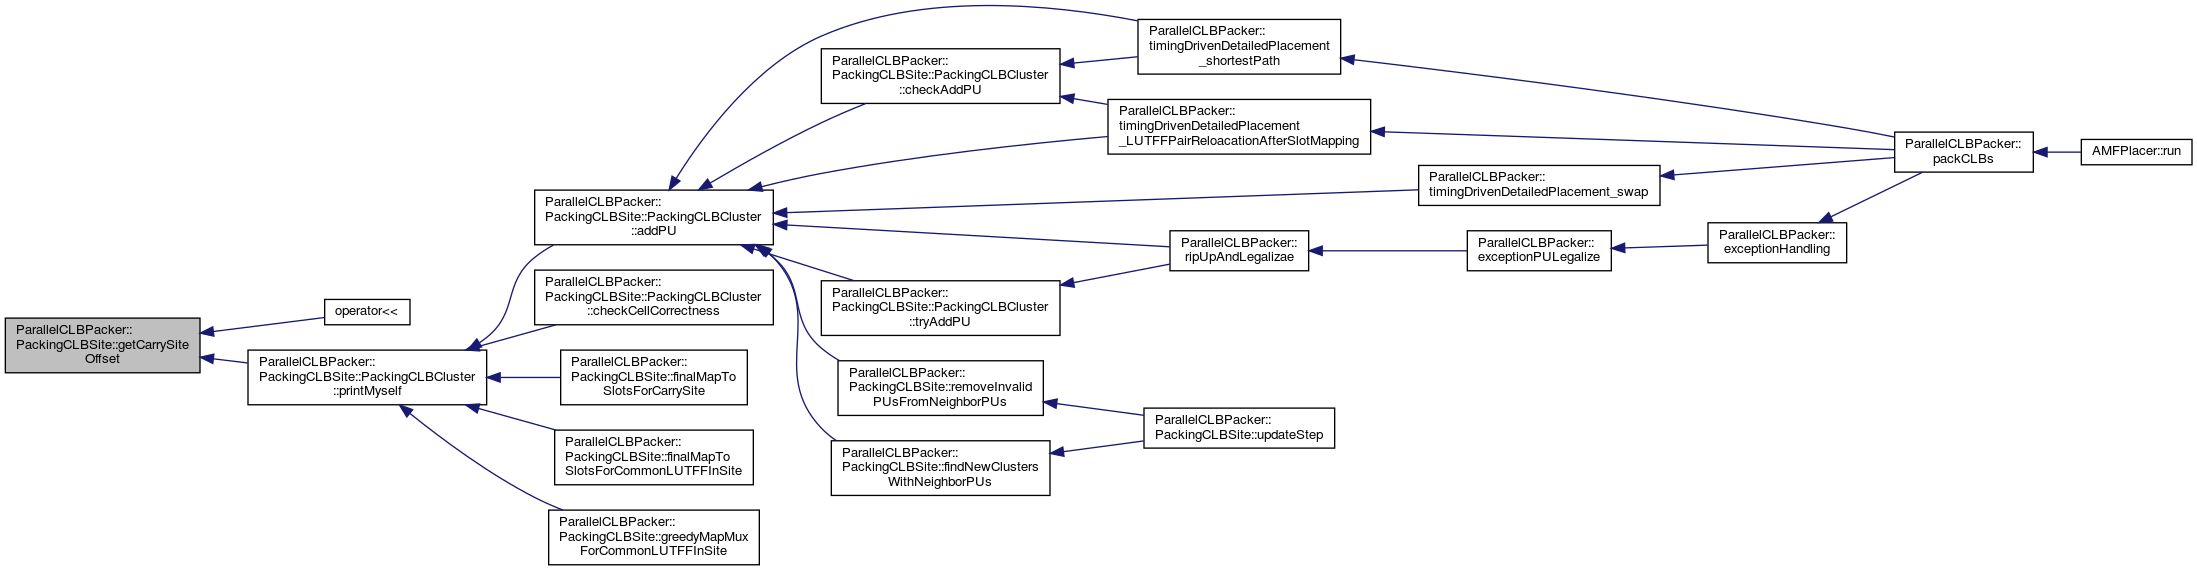 ParallelCLBPacker::
PackingCLBSite::getCarrySite
Offset
operator<<
ParallelCLBPacker::
PackingCLBSite::PackingCLBCluster
::printMyself
ParallelCLBPacker::
PackingCLBSite::PackingCLBCluster
::addPU
ParallelCLBPacker::
PackingCLBSite::PackingCLBCluster
::checkCellCorrectness
ParallelCLBPacker::
PackingCLBSite::finalMapTo
SlotsForCarrySite
ParallelCLBPacker::
PackingCLBSite::finalMapTo
SlotsForCommonLUTFFInSite
ParallelCLBPacker::
PackingCLBSite::greedyMapMux
ForCommonLUTFFInSite
ParallelCLBPacker::
PackingCLBSite::PackingCLBCluster
::checkAddPU
ParallelCLBPacker::
timingDrivenDetailedPlacement
_shortestPath
ParallelCLBPacker::
timingDrivenDetailedPlacement
_LUTFFPairReloacationAfterSlotMapping
ParallelCLBPacker::
timingDrivenDetailedPlacement_swap
ParallelCLBPacker::
ripUpAndLegalizae
ParallelCLBPacker::
PackingCLBSite::PackingCLBCluster
::tryAddPU
ParallelCLBPacker::
PackingCLBSite::removeInvalid
PUsFromNeighborPUs
ParallelCLBPacker::
PackingCLBSite::findNewClusters
WithNeighborPUs
ParallelCLBPacker::
PackingCLBSite::updateStep
ParallelCLBPacker::
exceptionPULegalize
ParallelCLBPacker::
exceptionHandling
ParallelCLBPacker::
packCLBs
AMFPlacer::run